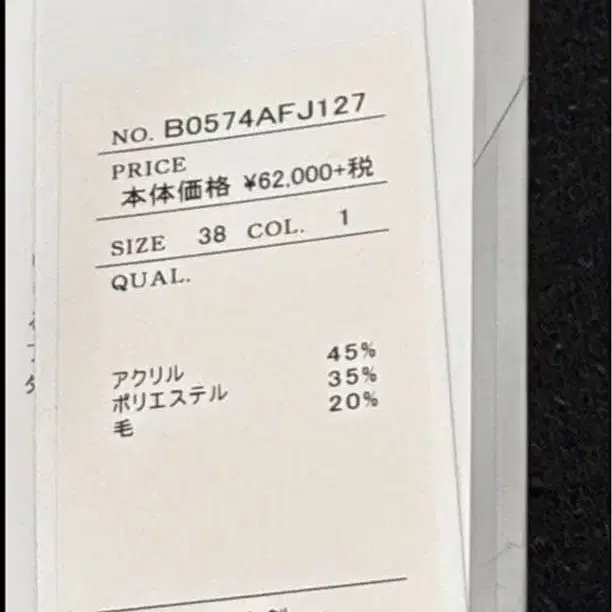 NO. B0574AFJ127
PRICE
本体価格 ¥62,000+税
SIZE 38 COL. 1
QUAL.
アクリル 45%
ポリエステル 35%
毛 20%